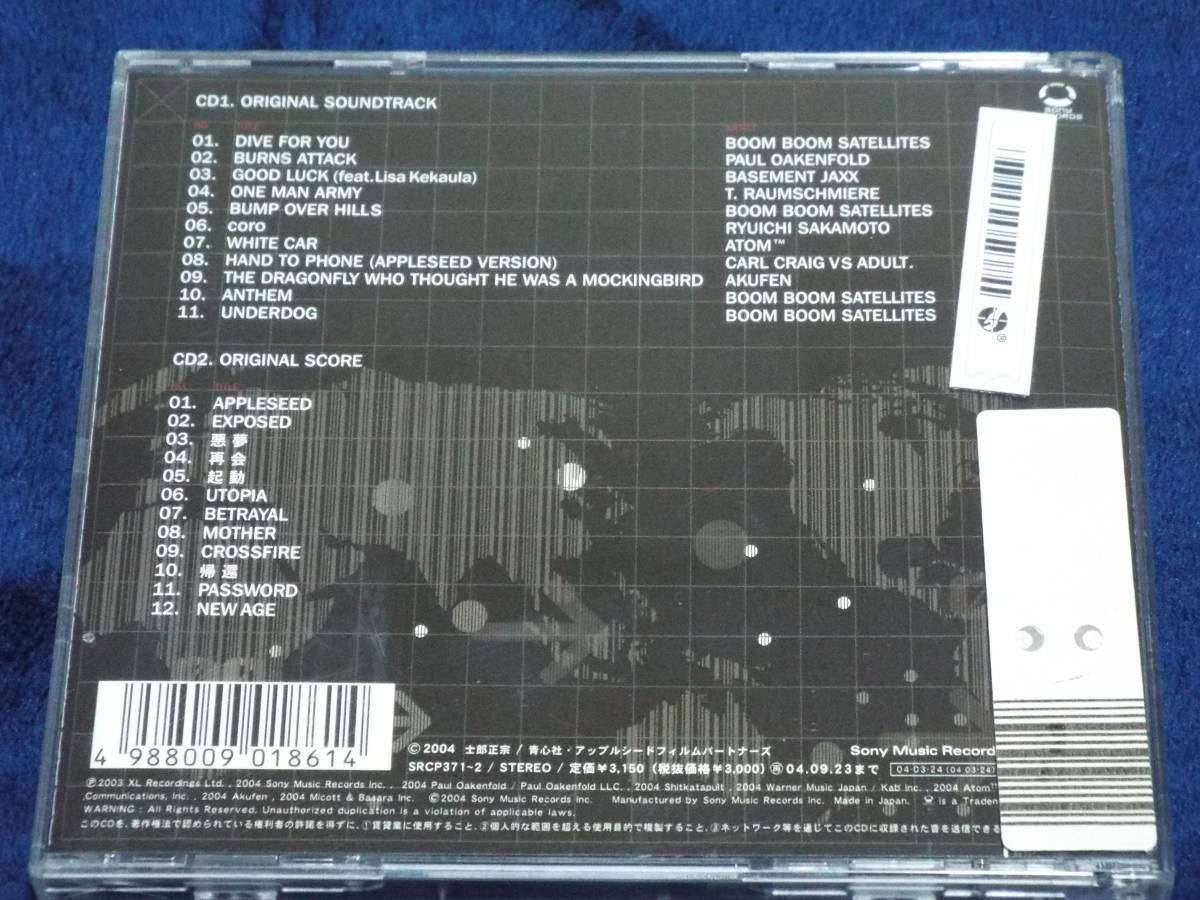 CD1. ORIGINAL SOUNDTRACK
NO. TITLE ARTIST
01. DIVE FOR YOU BOOM BOOM SATELLITES
02. BURNS ATTACK PAUL OAKENFOLD
03. GOOD LUCK (feat.Lisa Kekaula) BASEMENT JAXX
04. ONE MAN ARMY T. RAUMSCHMIERE
05. BUMP OVER HILLS BOOM BOOM SATELLITES
06. coro RYUICHI SAKAMOTO
07. WHITE CAR ATOM™
08. HAND TO PHONE (APPLESEED VERSION) CARL CRAIG VS ADULT.
09. THE DRAGONFLY WHO THOUGHT HE WAS A MOCKINGBIRD AKUFEN
10. ANTHEM BOOM BOOM SATELLITES
11. UNDERDOG BOOM BOOM SATELLITES
CD2. ORIGINAL SCORE
NO. TITLE
01. APPLESEED
02. EXPOSED
03. 悪夢
04. 再会
05. 起動
06. UTOPIA
07. BETRAYAL
08. MOTHER
09. CROSSFIRE
10. 帰還
11. PASSWORD
12. NEW AGE
4 988009 018614
©2004 士郎正宗 / 青心社・アップルシードフィルムパートナーズ Sony Music Record
SRCP371~2 / STEREO / 定価¥3,150 (税抜価格¥3,000) 再 04.09.23まで 04・03・24 (04・03・24)
℗2003 XL Recordings Ltd. , 2004 Sony Music Records Inc. , 2004 Paul Oakenfold / Paul Oakenfold LLC. , 2004 Shitkatapult , 2004 Warner Music Japan / Kab Inc. , 2004 Atom™
Communications, Inc. , 2004 Akufen , 2004 Micott & Basara Inc. ©2004 Sony Music Records Inc. Manufactured by Sony Music Records Inc. Made in Japan. is a Tradem
WARNING : All Rights Reserved. Unauthorized duplication is a violation of applicable laws.
このCDを、著作権法で認められている権利者の許諾を得ずに、①賃貸業に使用すること、②個人的な範囲を超える使用目的で複製すること、③ネットワーク等を通じてこのCDに収録された音を送信できる